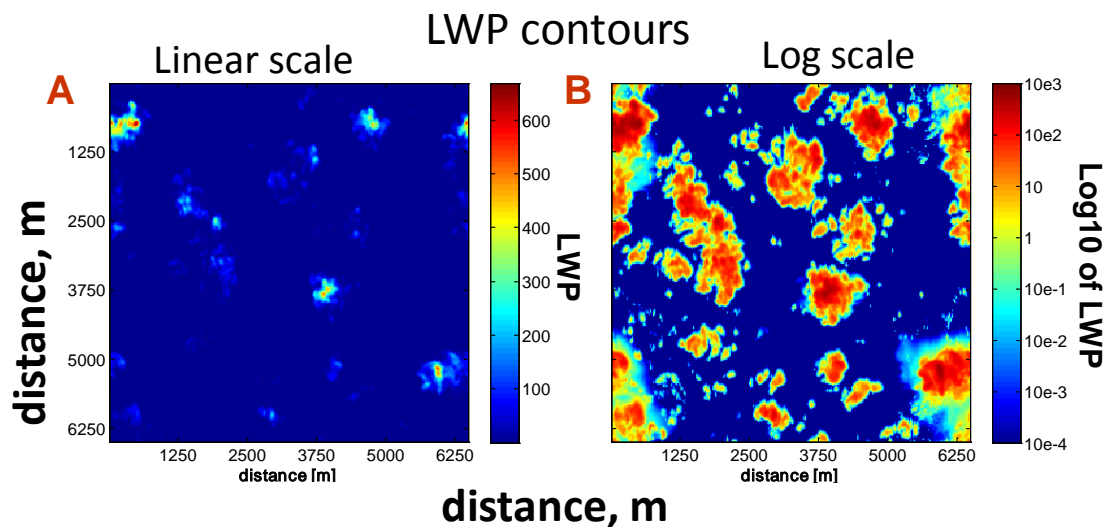 LWP contours
Linear scale
Log scale
A
B
1250
2500
3750
5000
6250
1250
2500
3750
5000
6250
distance [m]
600
500
400
300
200
100
LWP
1250
2500
3750
5000
6250
distance [m]
10e3
10e2
10
1
10e-1
10e-2
10e-3
10e-4
Log10 of LWP
distance, m
distance, m